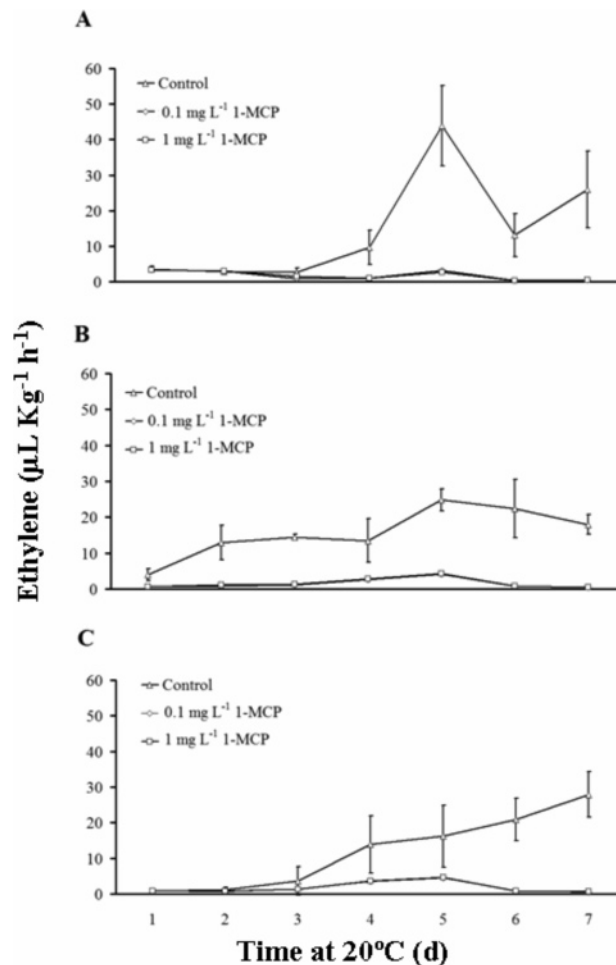 A
60
50
40
30
20
10
0
Control
0.1 mg L⁻¹ 1-MCP
1 mg L⁻¹ 1-MCP
B
60
50
40
30
20
10
0
Control
0.1 mg L⁻¹ 1-MCP
1 mg L⁻¹ 1-MCP
C
60
50
40
30
20
10
0
Control
0.1 mg L⁻¹ 1-MCP
1 mg L⁻¹ 1-MCP
Ethylene (µL Kg⁻¹ h⁻¹)
1 2 3 4 5 6 7
Time at 20ºC (d)